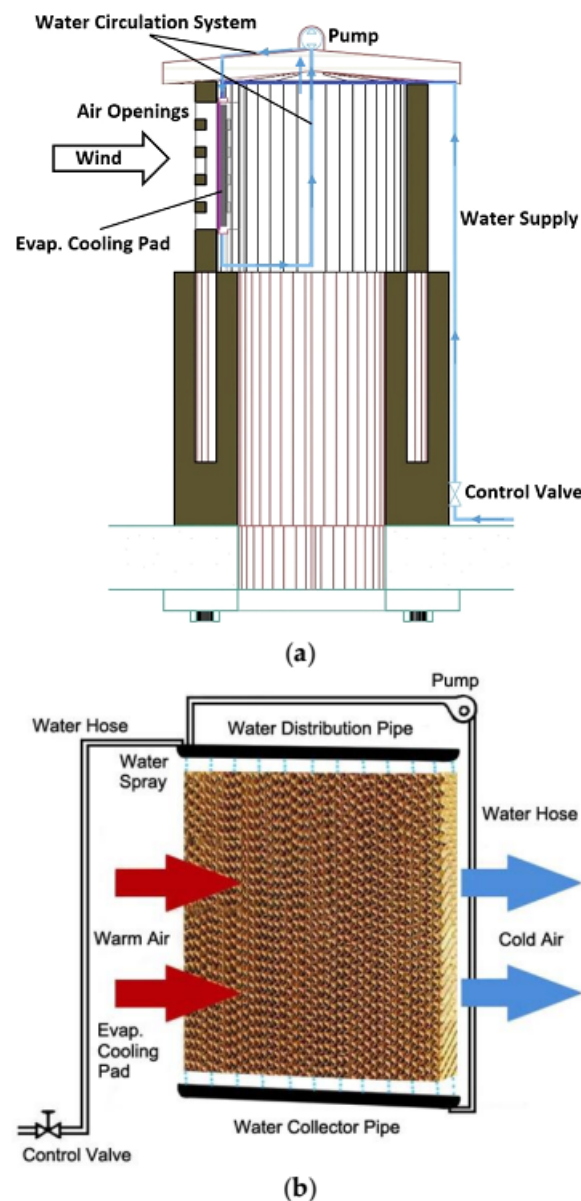 Water Circulation System
Pump
Air Openings
Wind
Evap. Cooling Pad
Water Supply
Control Valve
(a)
Pump
Water Hose
Water Distribution Pipe
Water
Spray
Water Hose
Warm Air
Cold Air
Evap.
Cooling
Pad
Water Collector Pipe
Control Valve
(b)